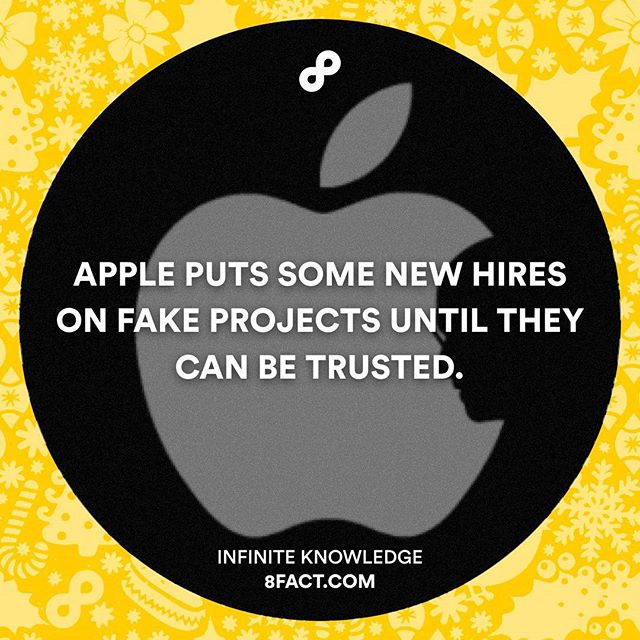 APPLE PUTS SOME NEW HIRES
ON FAKE PROJECTS UNTIL THEY
CAN BE TRUSTED.
INFINITE KNOWLEDGE
8FACT.COM